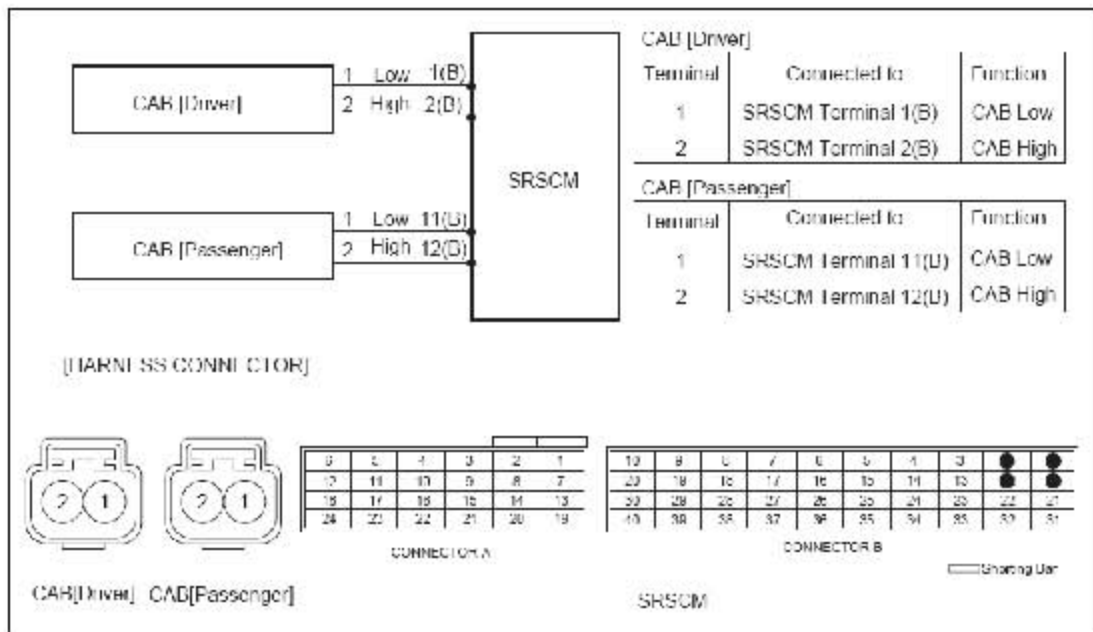 CAB [Driver]
1 Low 1(B)
2 High 2(B)
CAB [Passenger]
1 Low 11(B)
2 High 12(B)
SRSCM
CAB [Driver]
Terminal Connected to Function
1 SRSCM Terminal 1(B) CAB Low
2 SRSCM Terminal 2(B) CAB High
CAB [Passenger]
Terminal Connected to Function
1 SRSCM Terminal 11(B) CAB Low
2 SRSCM Terminal 12(B) CAB High
[HARNESS CONNECTOR]
2 1
2 1
6 5 4 3 2 1
12 11 10 9 8 7
18 17 16 15 14 13
24 23 22 21 20 19
CONNECTOR A
10 9 8 7 6 5 4 3
20 19 18 17 16 15 14 13
30 29 28 27 26 25 24 23 22 21
40 39 38 37 36 35 34 33 32 31
CONNECTOR B
Shorting Bar
CAB[Driver] CAB[Passenger]
SRSCM